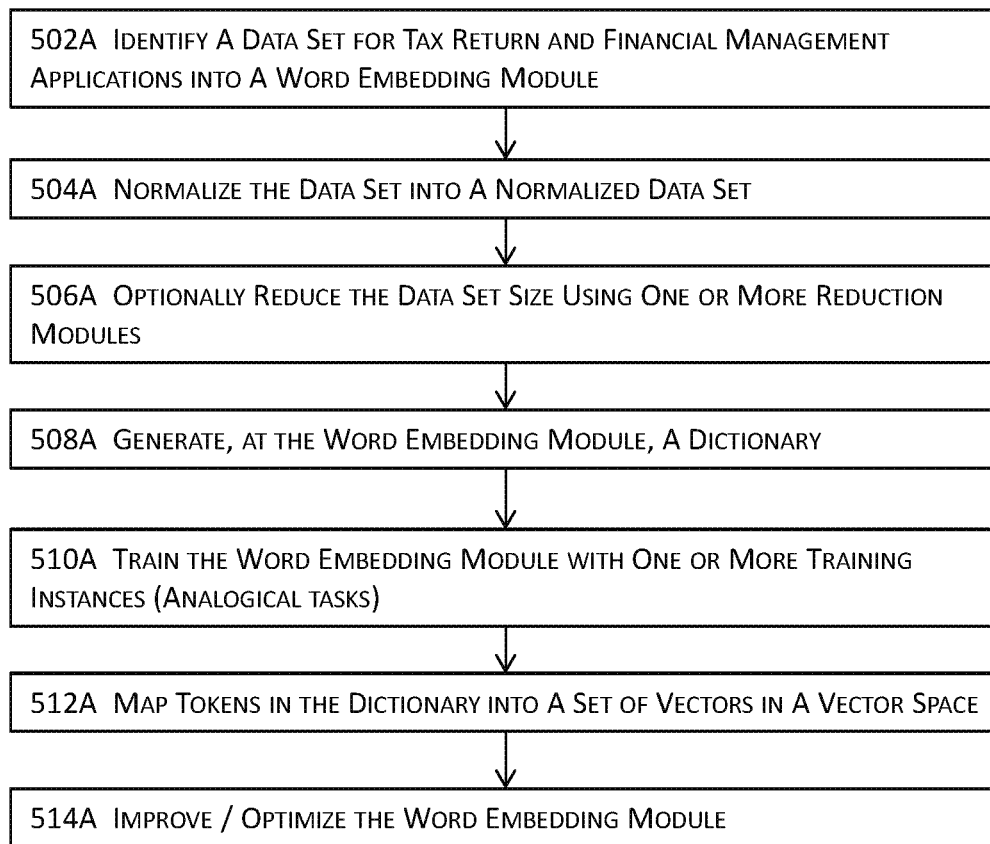 502A IDENTIFY A DATA SET FOR TAX RETURN AND FINANCIAL MANAGEMENT
APPLICATIONS INTO A WORD EMBEDDING MODULE
504A NORMALIZE THE DATA SET INTO A NORMALIZED DATA SET
506A OPTIONALLY REDUCE THE DATA SET SIZE USING ONE OR MORE REDUCTION
MODULES
508A GENERATE, AT THE WORD EMBEDDING MODULE, A DICTIONARY
510A TRAIN THE WORD EMBEDDING MODULE WITH ONE OR MORE TRAINING
INSTANCES (ANALOGICAL TASKS)
512A MAP TOKENS IN THE DICTIONARY INTO A SET OF VECTORS IN A VECTOR SPACE
514A IMPROVE / OPTIMIZE THE WORD EMBEDDING MODULE